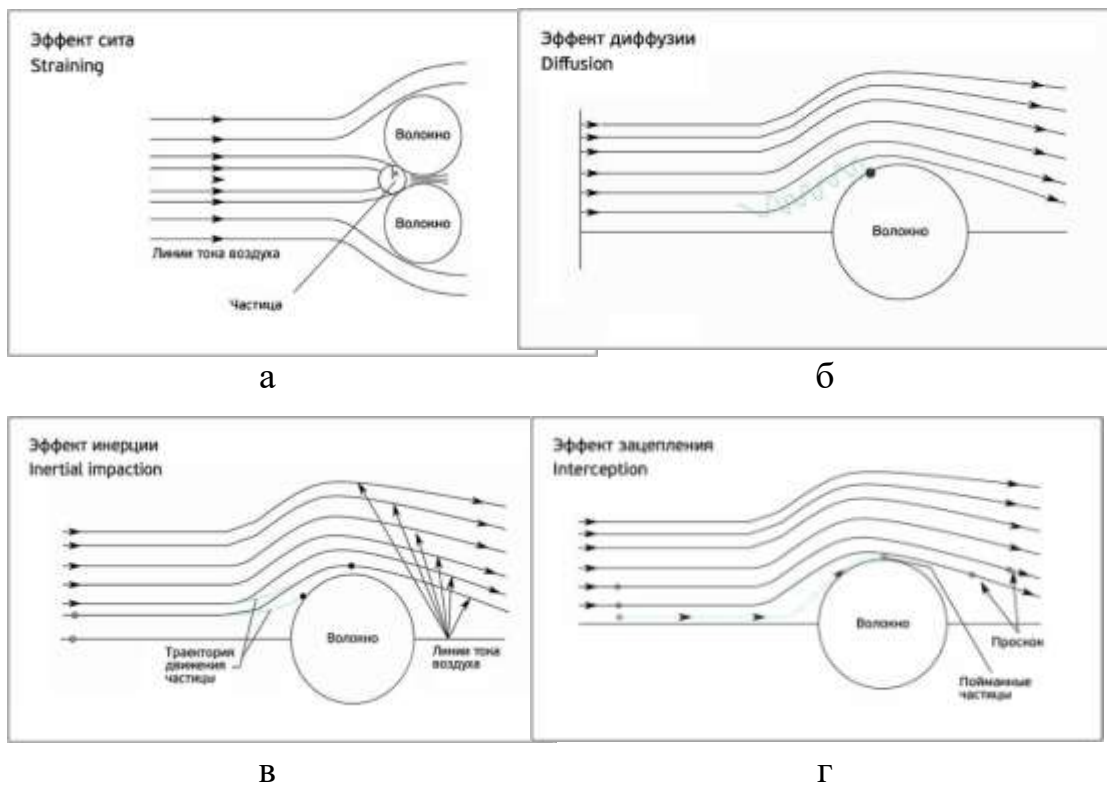 Эффект сита
Straining
Волокно
Волокно
Линии тока воздуха
Частица
а
Эффект диффузии
Diffusion
Волокно
б
Эффект инерции
Inertial impaction
Волокно
Траектория
движения
частицы
Линии тока
воздуха
в
Эффект зацепления
Interception
Волокно
Проскок
Пойманные
частицы
г